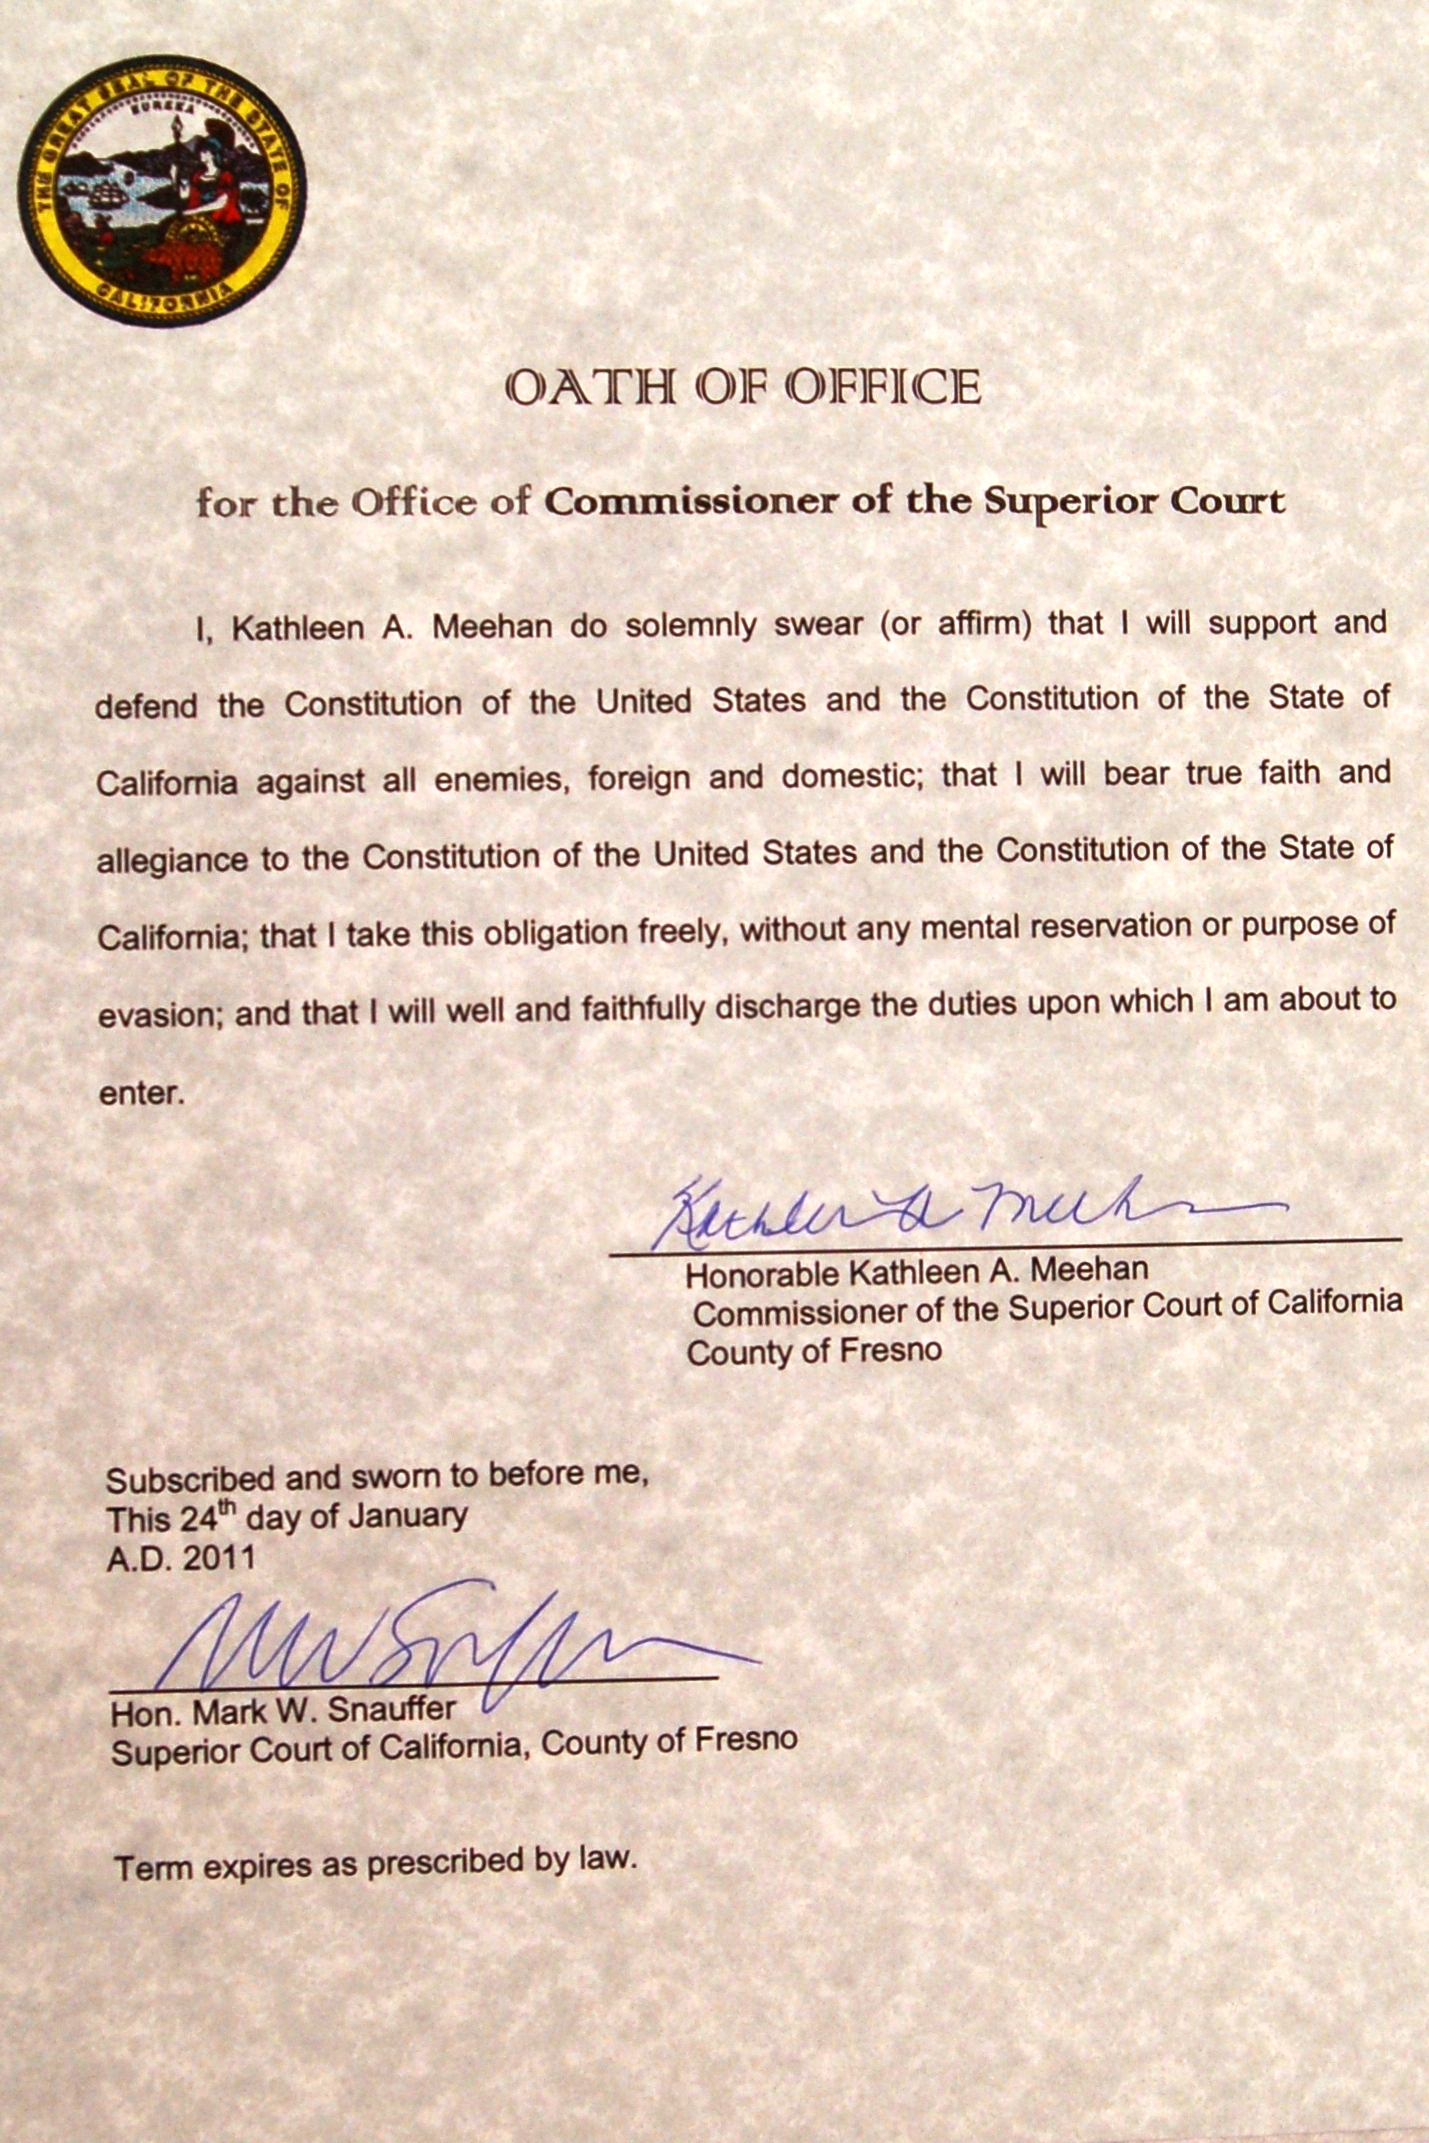 THE GREAT SEAL OF THE STATE OF
EUREKA
CALIFORNIA
OATH OF OFFICE
for the Office of Commissioner of the Superior Court
I, Kathleen A. Meehan do solemnly swear (or affirm) that I will support and
defend the Constitution of the United States and the Constitution of the State of
California against all enemies, foreign and domestic; that I will bear true faith and
allegiance to the Constitution of the United States and the Constitution of the State of
California; that I take this obligation freely, without any mental reservation or purpose of
evasion; and that I will well and faithfully discharge the duties upon which I am about to
enter.
Kathleen A Meehan
Honorable Kathleen A. Meehan
Commissioner of the Superior Court of California
County of Fresno
Subscribed and sworn to before me,
This 24th day of January
A.D. 2011
Hon. Mark W. Snauffer
Superior Court of California, County of Fresno
Term expires as prescribed by law.